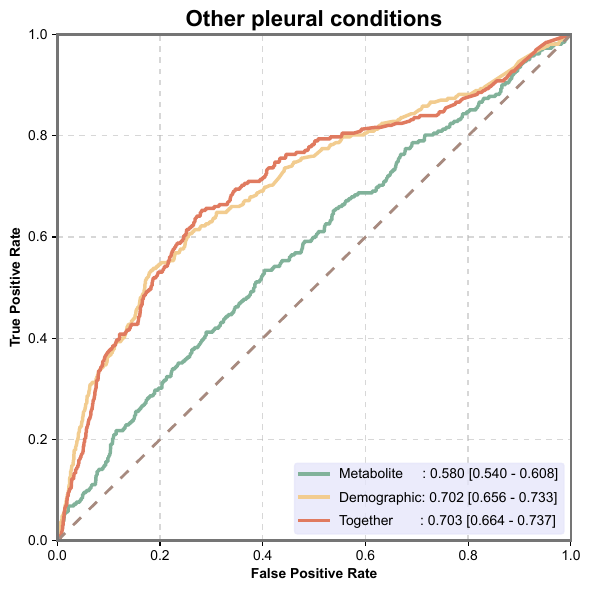 Other pleural conditions
True Positive Rate
1.0
0.8
0.6
0.4
0.2
0.0
Metabolite : 0.580 [0.540 - 0.608]
Demographic: 0.702 [0.656 - 0.733]
Together : 0.703 [0.664 - 0.737]
0.0 0.2 0.4 0.6 0.8 1.0
False Positive Rate